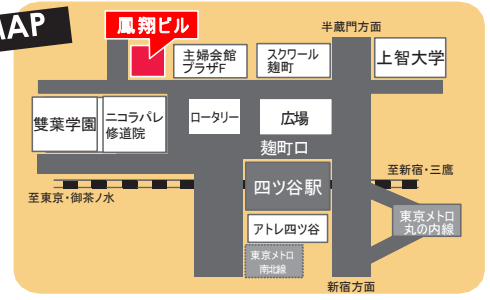 MAP
鳳翔ビル
半蔵門方面
主婦会館
プラザF
スクワール
麹町
上智大学
雙葉学園
ニコラバレ
修道院
ロータリー
広場
麹町口
至新宿・三鷹
四ツ谷駅
至東京・御茶ノ水
アトレ四ツ谷
東京メトロ
丸の内線
東京メトロ
南北線
新宿方面